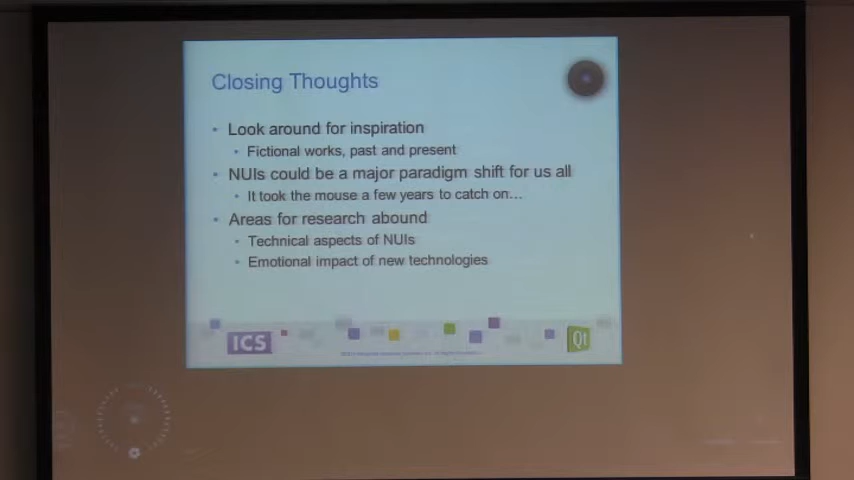 Closing Thoughts
Look around for inspiration
Fictional works, past and present
NUIs could be a major paradigm shift for us all
It took the mouse a few years to catch on…
Areas for research abound
Technical aspects of NUIs
Emotional impact of new technologies
ICS
Qt